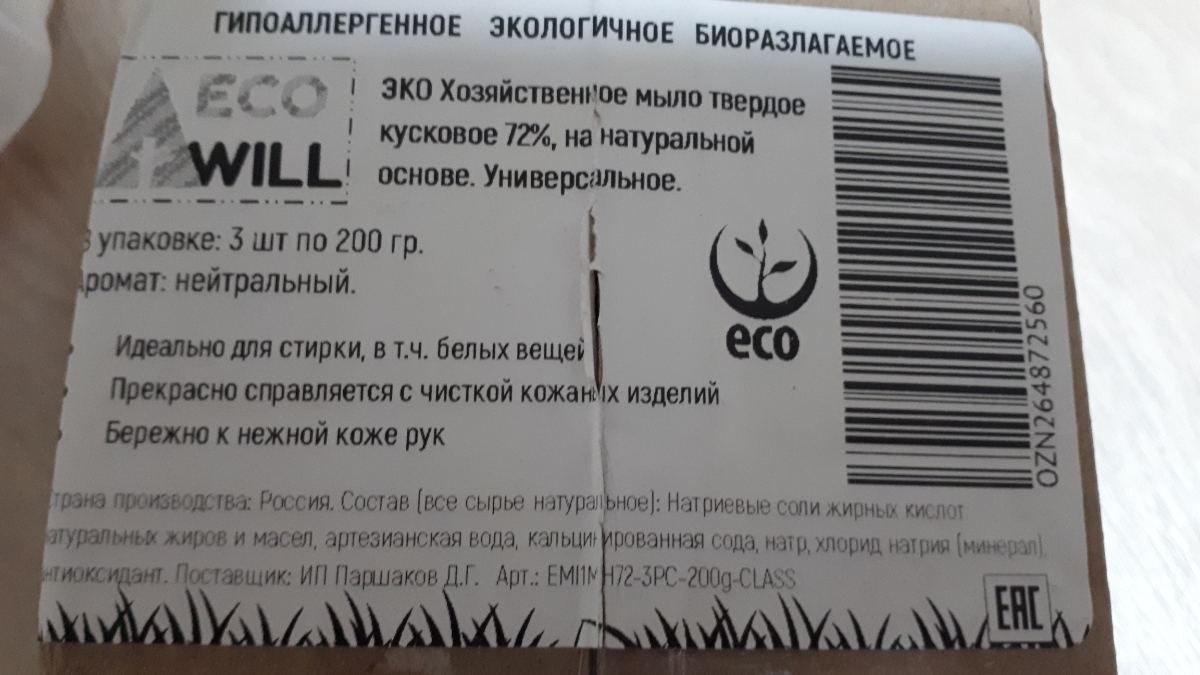 ГИПОАЛЛЕРГЕННОЕ ЭКОЛОГИЧНОЕ БИОРАЗЛАГАЕМОЕ
ECO
WILL
ЭКО Хозяйственное мыло твердое
кусковое 72%, на натуральной
основе. Универсальное.
упаковке: 3 шт по 200 гр.
аромат: нейтральный.
eco
Идеально для стирки, в т.ч. белых вещей
Прекрасно справляется с чисткой кожаных изделий
Бережно к нежной коже рук
OZN264872560
трана производства: Россия. Состав (все сырье натуральное): Натриевые соли жирных кислот
атуральных жиров и масел, артезианская вода, кальцинированная сода, натр, хлорид натрия (минерал),
нтиоксидант. Поставщик: ИП Паршаков Д.Г. Арт.: EMI1MH72-3PC-200g-CLASS
EAC